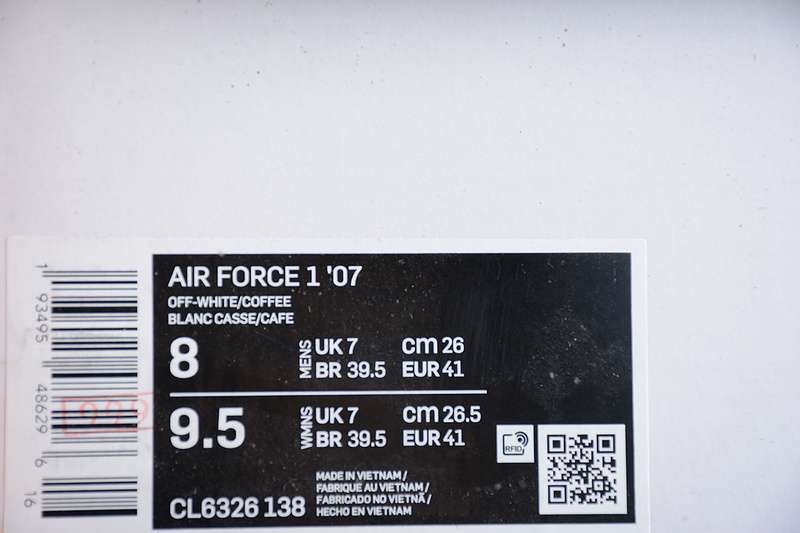 AIR FORCE 1 '07
OFF-WHITE/COFFEE
BLANC CASSE/CAFE
8 MENS UK 7 cm 26
BR 39.5 EUR 41
9.5 WMNS UK 7 cm 26.5
BR 39.5 EUR 41
RFID
MADE IN VIETNAM /
FABRIQUE AU VIETNAM /
FABRICADO NO VIETNÃ /
HECHO EN VIETNAM
CL6326 138
1 93495 48629 6 16
[999